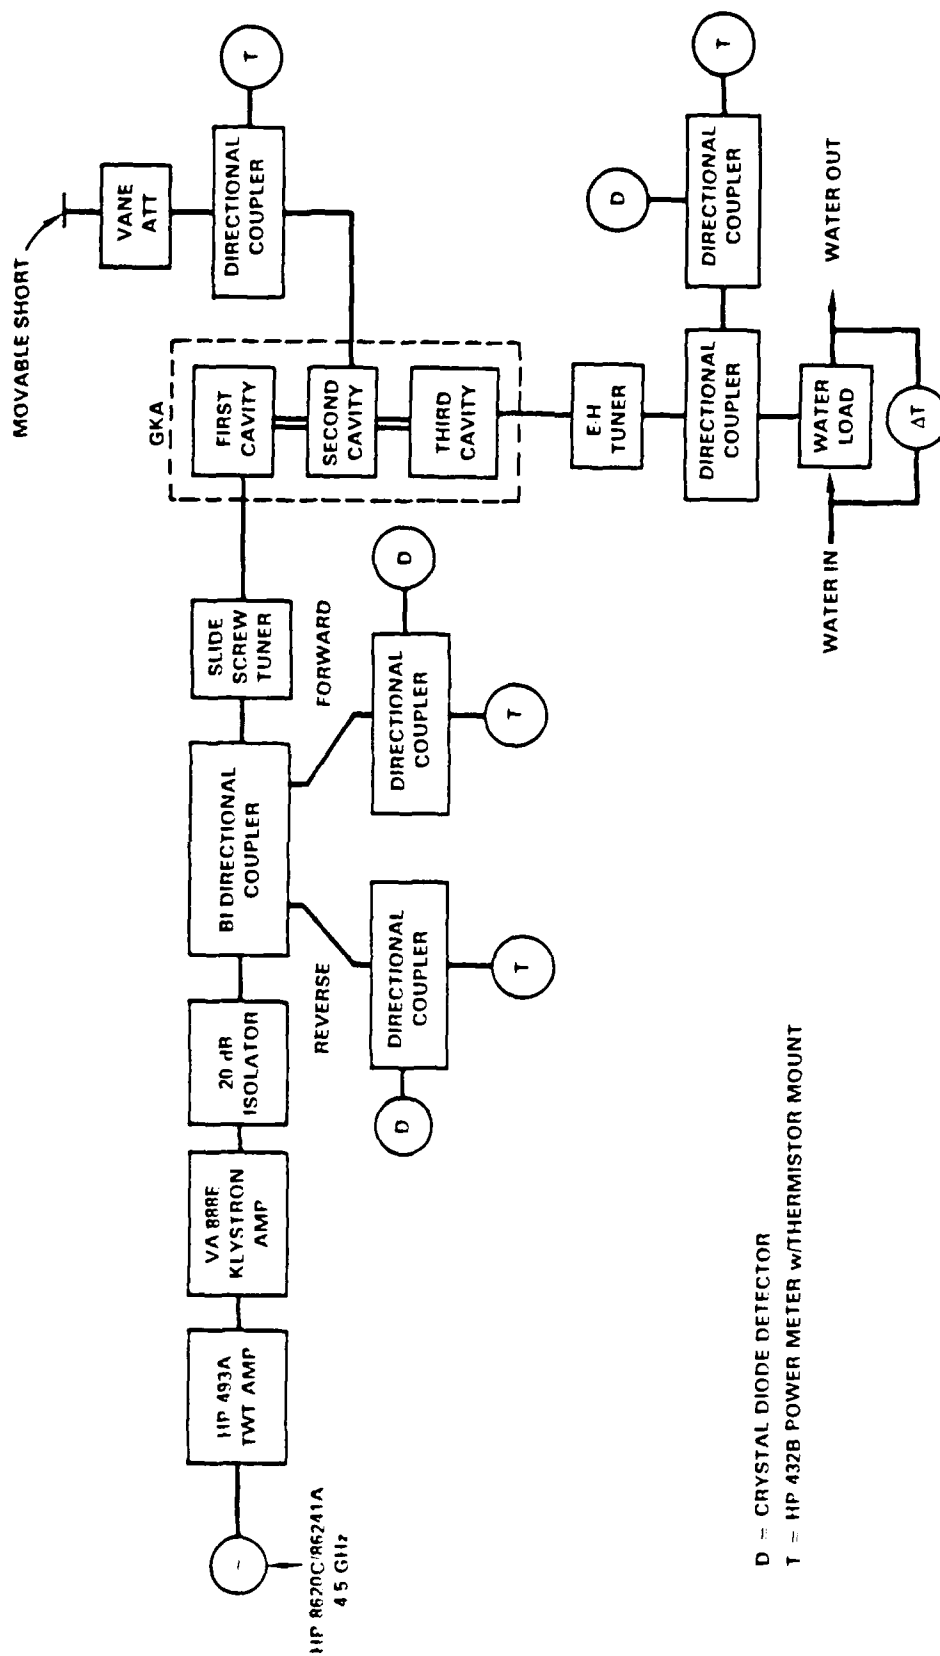 HP 8620C/86241A
4.5 GHz
~
HP 493A
TWT AMP
VA 888E
KLYSTRON
AMP
20 dB
ISOLATOR
BI DIRECTIONAL
COUPLER
REVERSE
FORWARD
DIRECTIONAL
COUPLER
D
T
DIRECTIONAL
COUPLER
D
T
SLIDE
SCREW
TUNER
GKA
FIRST
CAVITY
SECOND
CAVITY
THIRD
CAVITY
MOVABLE SHORT
VANE
ATT
DIRECTIONAL
COUPLER
T
E-H
TUNER
DIRECTIONAL
COUPLER
DIRECTIONAL
COUPLER
D
T
WATER IN
WATER
LOAD
WATER OUT
ΔT
D = CRYSTAL DIODE DETECTOR
T = HP 432B POWER METER w/THERMISTOR MOUNT